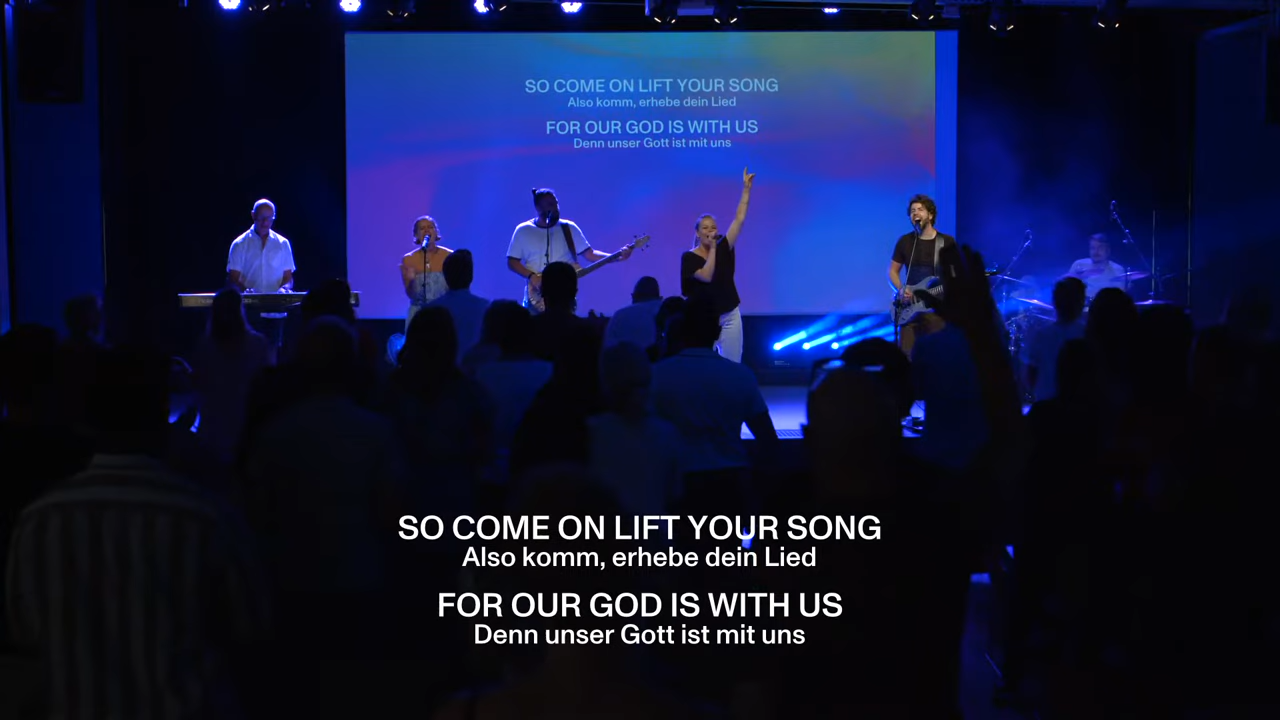 SO COME ON LIFT YOUR SONG
Also komm, erhebe dein Lied
FOR OUR GOD IS WITH US
Denn unser Gott ist mit uns
SO COME ON LIFT YOUR SONG
Also komm, erhebe dein Lied
FOR OUR GOD IS WITH US
Denn unser Gott ist mit uns